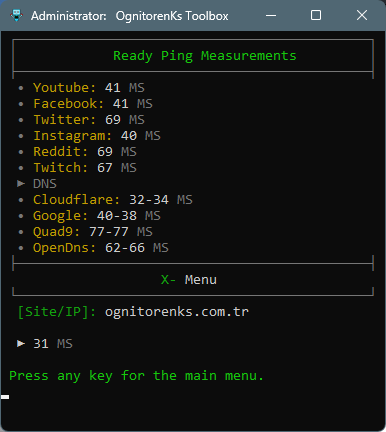 Administrator: OgnitorenKs Toolbox
Ready Ping Measurements
• Youtube: 41 MS
• Facebook: 41 MS
• Twitter: 69 MS
• Instagram: 40 MS
• Reddit: 69 MS
• Twitch: 67 MS
► DNS
• Cloudflare: 32-34 MS
• Google: 40-38 MS
• Quad9: 77-77 MS
• OpenDns: 62-66 MS
X- Menu
[Site/IP]: ognitorenks.com.tr
► 31 MS
Press any key for the main menu.